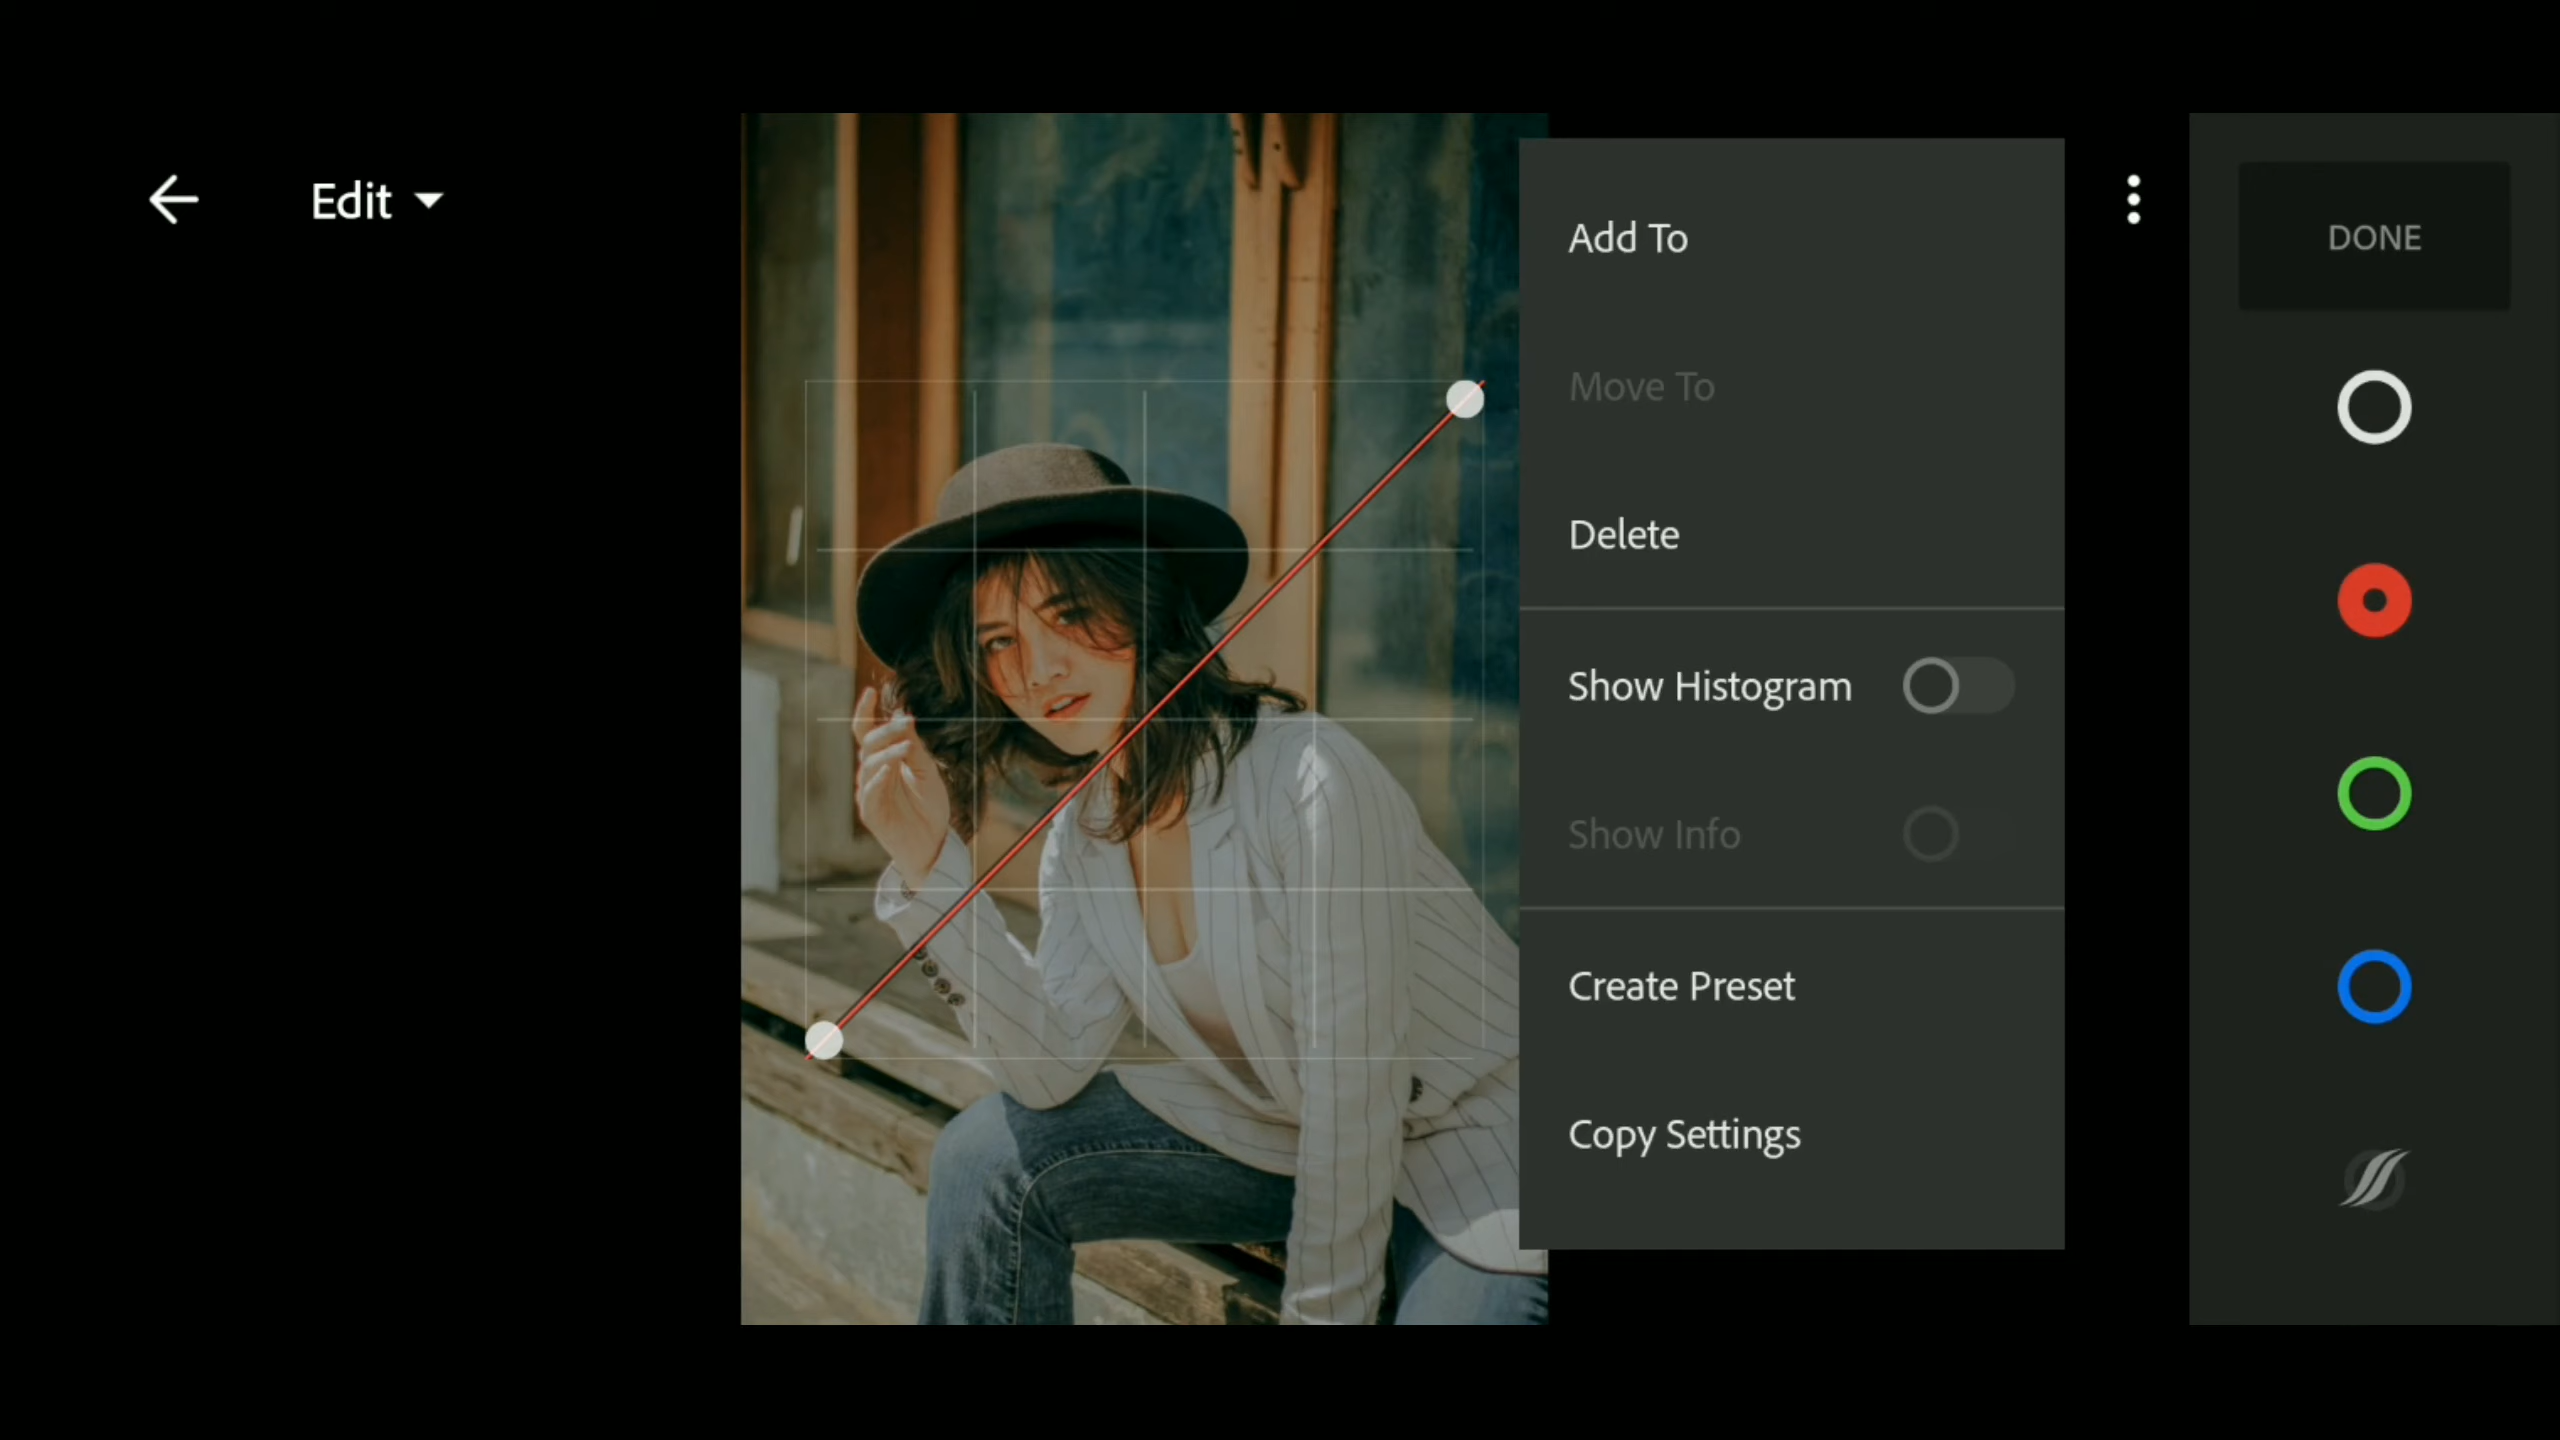 Edit
Add To
Move To
Delete
Show Histogram
Show Info
Create Preset
Copy Settings
DONE